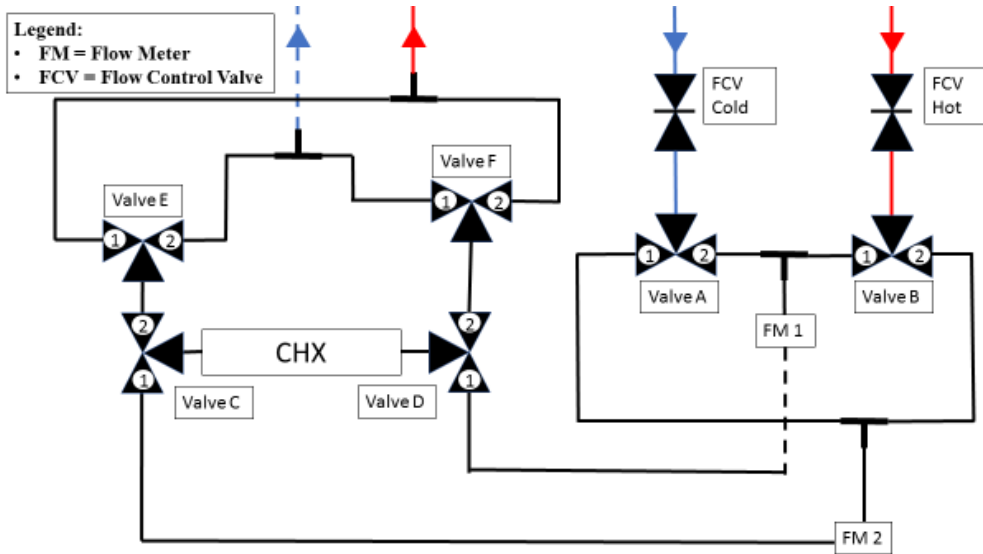 Legend:
• FM = Flow Meter
• FCV = Flow Control Valve
FCV
Cold
FCV
Hot
Valve F
1
2
Valve E
1
2
1
2
1
2
Valve A
Valve B
2
2
FM 1
CHX
1
1
Valve C
Valve D
FM 2